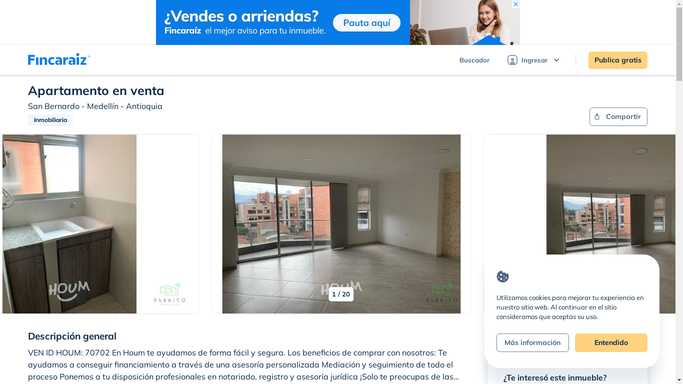 ¿Vendes o arriendas?
Fincaraíz el mejor aviso para tu inmueble.
Pauta aquí
Fincaraíz
Buscador
Ingresar
Publica gratis
Apartamento en venta
San Bernardo - Medellín - Antioquia
Inmobiliaria
Compartir
HOUM
HOUM
1 / 20
Descripción general
VEN ID HOUM: 70702 En Houm te ayudamos de forma fácil y segura. Los beneficios de comprar con nosotros: Te
ayudamos a conseguir financiamiento a través de una asesoría personalizada Mediación y seguimiento de todo el
proceso Ponemos a tu disposición profesionales en notariado, registro y asesoría jurídica ¡Solo te preocupas de las...
Utilizamos cookies para mejorar tu experiencia en
nuestro sitio web. Al continuar en el sitio
consideramos que aceptas su uso.
Más información
Entendido
¿Te interesó este inmueble?